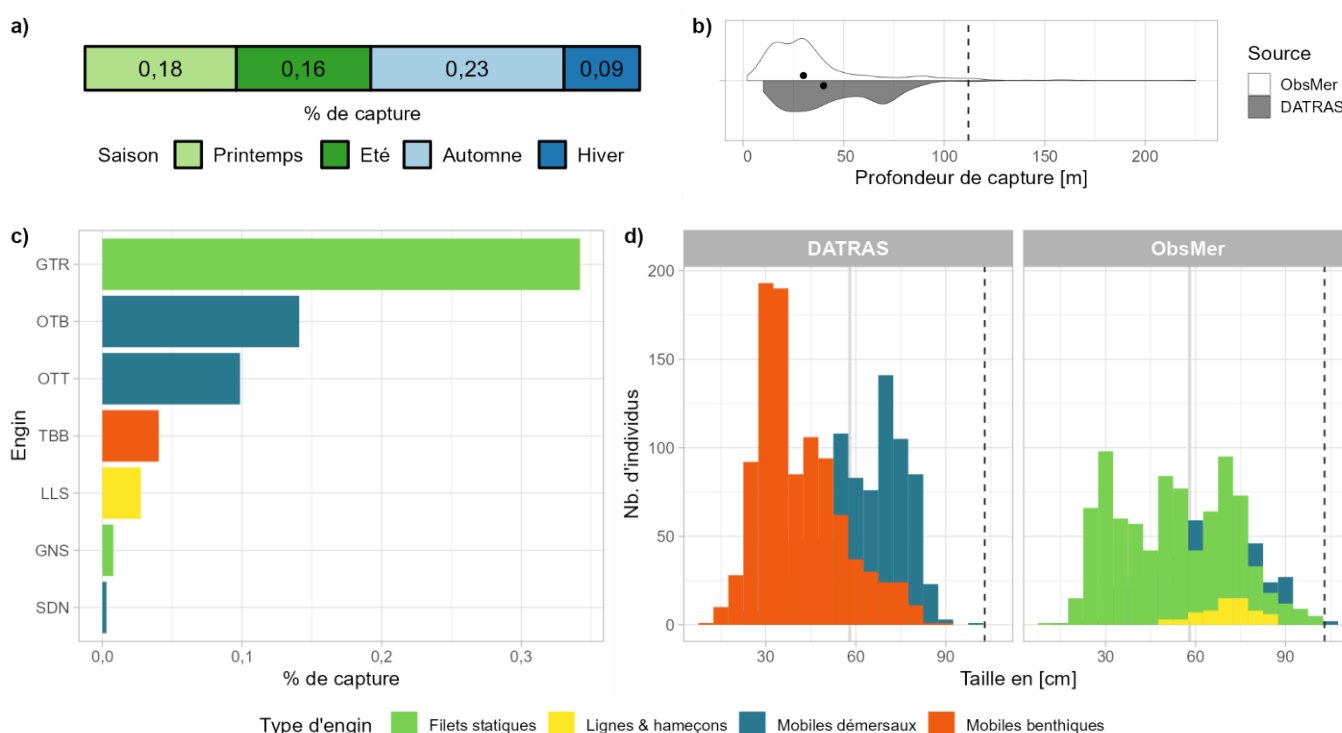 a)
0,18 0,16 0,23 0,09
% de capture
Saison Printemps Eté Automne Hiver
b)
Source
ObsMer
DATRAS
0 50 100 150 200
Profondeur de capture [m]
c)
Engin
GTR
OTB
OTT
TBB
LLS
GNS
SDN
0,0 0,1 0,2 0,3
% de capture
d)
DATRAS ObsMer
Nb. d'individus
200
150
100
50
0
30 60 90 30 60 90
Taille en [cm]
Type d'engin Filets statiques Lignes & hameçons Mobiles démersaux Mobiles benthiques